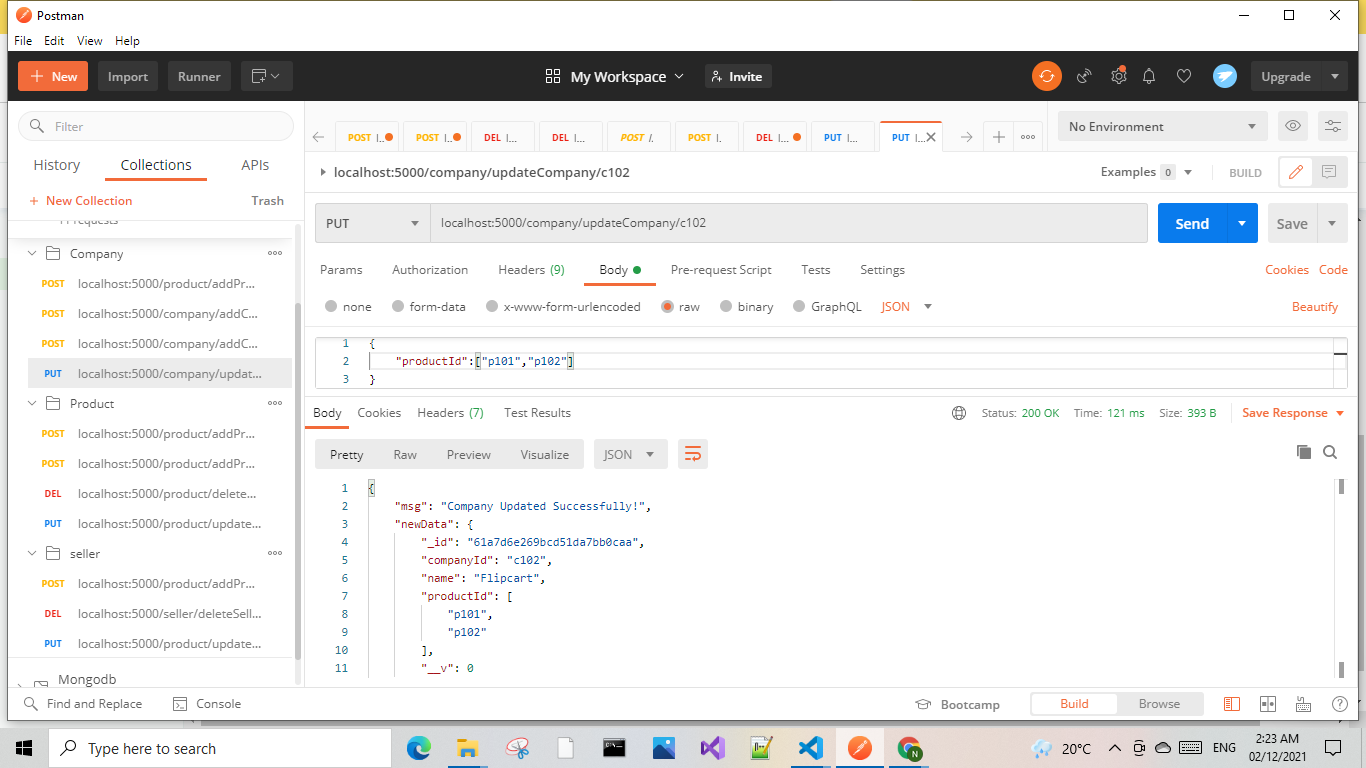 Postman
File Edit View Help
+ New Import Runner My Workspace Invite Upgrade
Filter
History Collections APIs
+ New Collection Trash
11 requests
Company
POST localhost:5000/product/addPr...
POST localhost:5000/company/addC...
POST localhost:5000/company/addC...
PUT localhost:5000/company/updat...
Product
POST localhost:5000/product/addPr...
POST localhost:5000/product/addPr...
DEL localhost:5000/product/delete...
PUT localhost:5000/product/update...
seller
POST localhost:5000/product/addPr...
DEL localhost:5000/seller/deleteSell...
PUT localhost:5000/product/update...
Mongodb
POST l.. POST l.. DEL l... DEL l... POST l. POST l. DEL l... PUT l... PUT l... + ••• No Environment
localhost:5000/company/updateCompany/c102 Examples 0 BUILD
PUT localhost:5000/company/updateCompany/c102 Send Save
Params Authorization Headers (9) Body Pre-request Script Tests Settings Cookies Code
none form-data x-www-form-urlencoded raw binary GraphQL JSON Beautify
1 {
2 "productId":["p101","p102"]
3 }
Body Cookies Headers (7) Test Results Status: 200 OK Time: 121 ms Size: 393 B Save Response
Pretty Raw Preview Visualize JSON
1 {
2 "msg": "Company Updated Successfully!",
3 "newData": {
4 "_id": "61a7d6e269bcd51da7bb0caa",
5 "companyId": "c102",
6 "name": "Flipcart",
7 "productId": [
8 "p101",
9 "p102"
10 ],
11 "__v": 0
Find and Replace Console Bootcamp Build Browse ?
Type here to search 20°C ENG 2:23 AM
02/12/2021